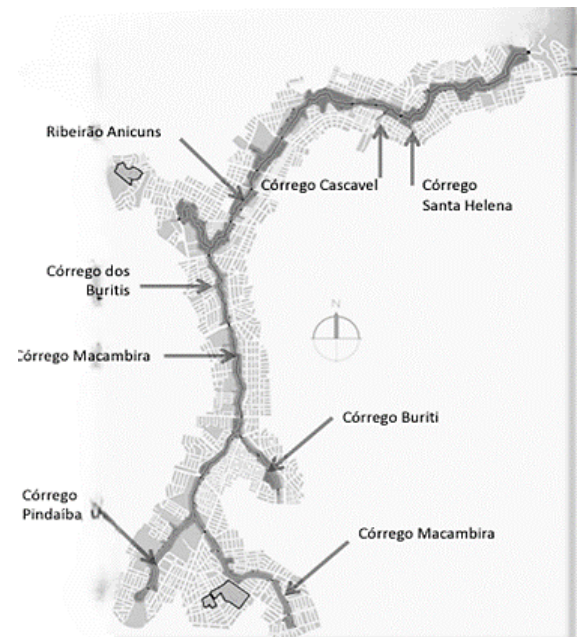 Ribeirão Anicuns
Córrego Cascavel
Córrego
Santa Helena
Córrego dos
Buritis
N
Córrego Macambira
Córrego Buriti
Córrego
Pindaíba
Córrego Macambira